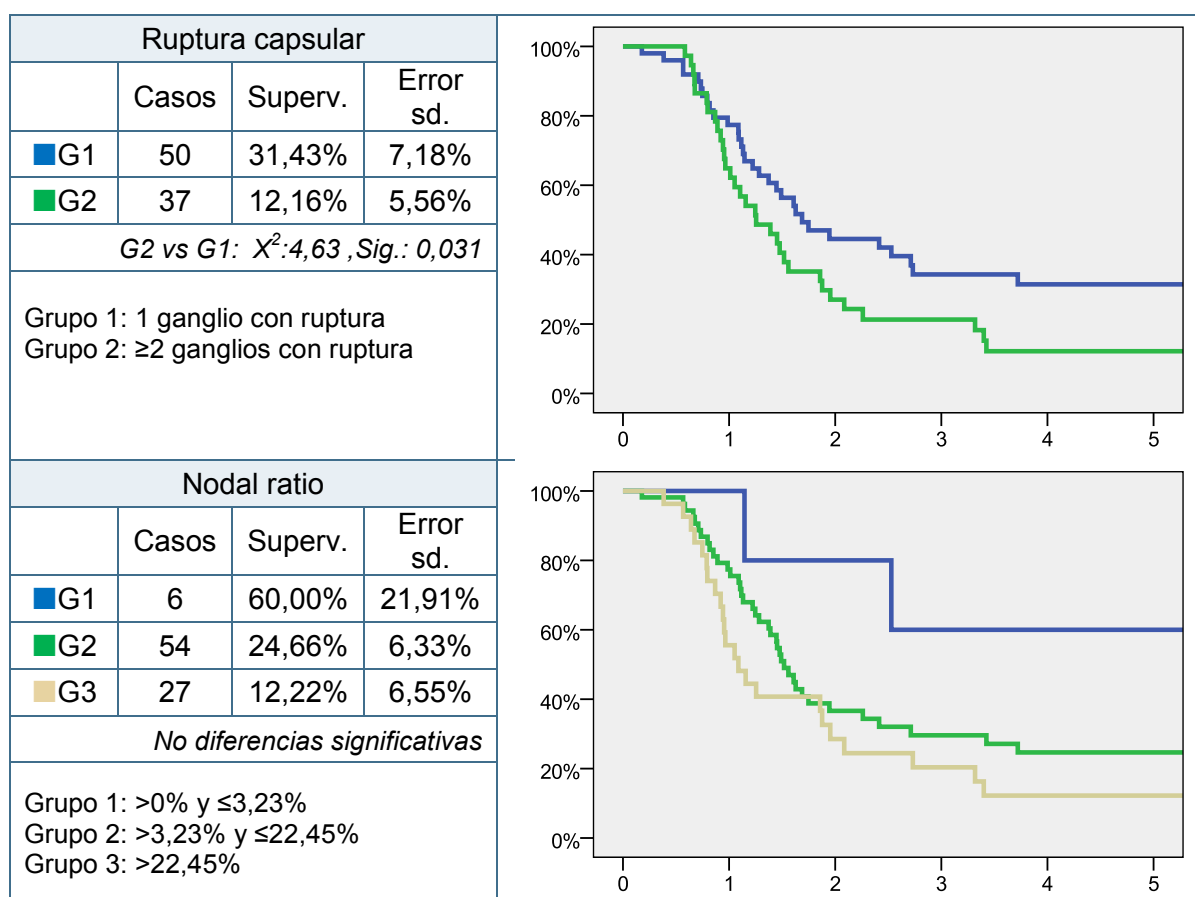 Ruptura capsular
Casos Superv. Error sd.
G1 50 31,43% 7,18%
G2 37 12,16% 5,56%
G2 vs G1: X²:4,63 ,Sig.: 0,031
Grupo 1: 1 ganglio con ruptura
Grupo 2: ≥2 ganglios con ruptura
100%
80%
60%
40%
20%
0%
0 1 2 3 4 5
Nodal ratio
Casos Superv. Error sd.
G1 6 60,00% 21,91%
G2 54 24,66% 6,33%
G3 27 12,22% 6,55%
No diferencias significativas
Grupo 1: >0% y ≤3,23%
Grupo 2: >3,23% y ≤22,45%
Grupo 3: >22,45%
100%
80%
60%
40%
20%
0%
0 1 2 3 4 5